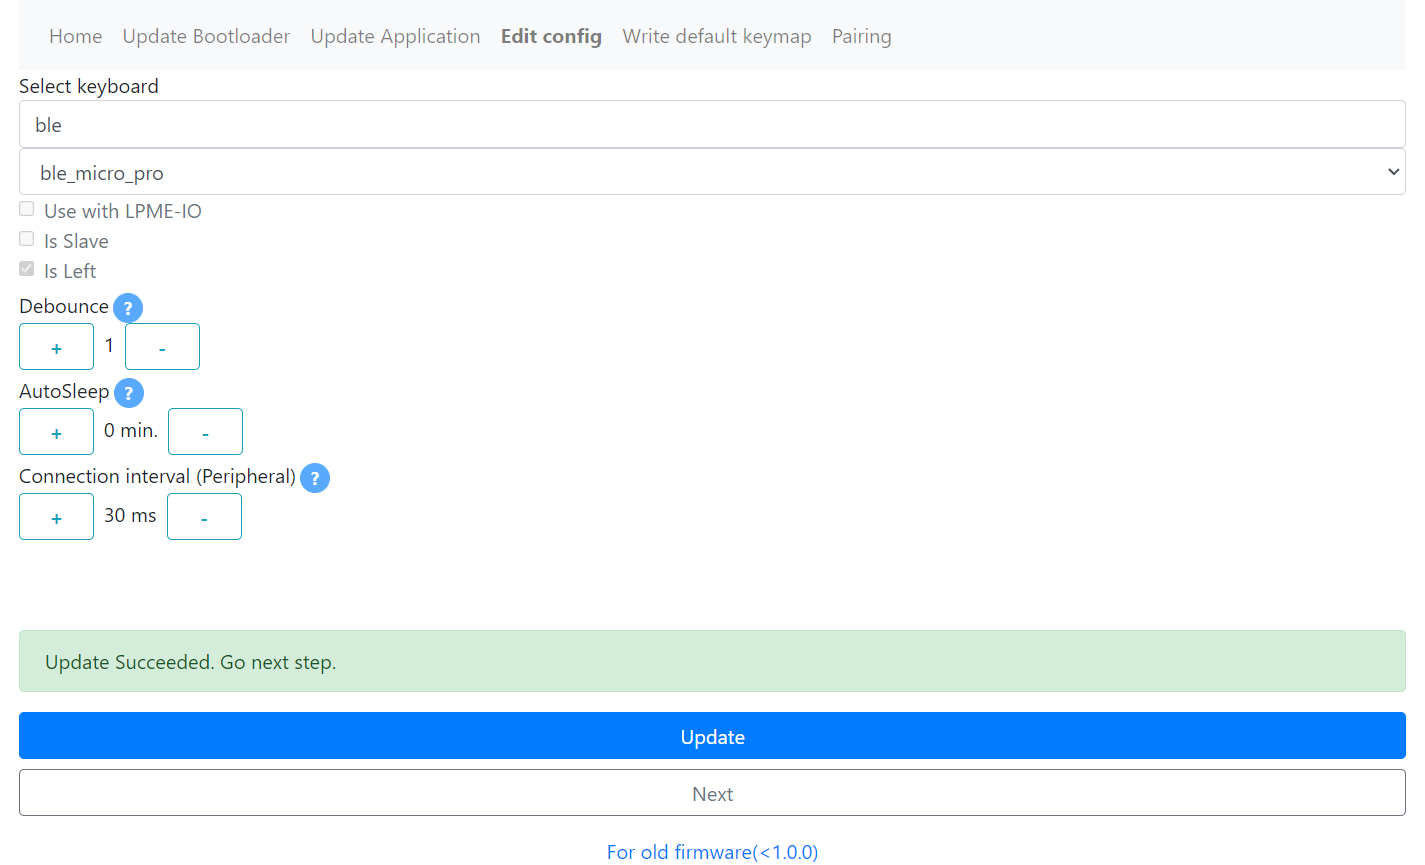 Home Update Bootloader Update Application Edit config Write default keymap Pairing
Select keyboard
ble
ble_micro_pro
Use with LPME-IO
Is Slave
Is Left
Debounce ?
+ 1 -
AutoSleep ?
+ 0 min. -
Connection interval (Peripheral) ?
+ 30 ms -
Update Succeeded. Go next step.
Update
Next
For old firmware(<1.0.0)